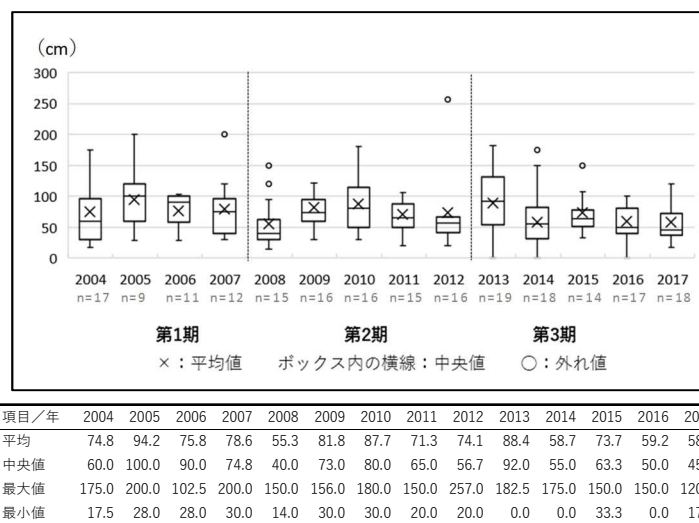 （cm）
300
250
200
150
100
50
0
2004 2005 2006 2007 2008 2009 2010 2011 2012 2013 2014 2015 2016 2017
n=17 n=9 n=11 n=12 n=15 n=16 n=16 n=15 n=16 n=19 n=18 n=14 n=17 n=18
第1期 第2期 第3期
×：平均値 ボックス内の横線：中央値 〇：外れ値
項目／年 2004 2005 2006 2007 2008 2009 2010 2011 2012 2013 2014 2015 2016
平均 74.8 94.2 75.8 78.6 55.3 81.8 87.7 71.3 74.1 88.4 58.7 73.7 59.2
中央値 60.0 100.0 90.0 74.8 40.0 73.0 80.0 65.0 56.7 92.0 55.0 63.3 50.0
最大値 175.0 200.0 102.5 200.0 150.0 156.0 180.0 150.0 257.0 182.5 175.0 150.0 150.0
最小値 17.5 28.0 28.0 30.0 14.0 30.0 30.0 20.0 20.0 0.0 0.0 33.3 0.0